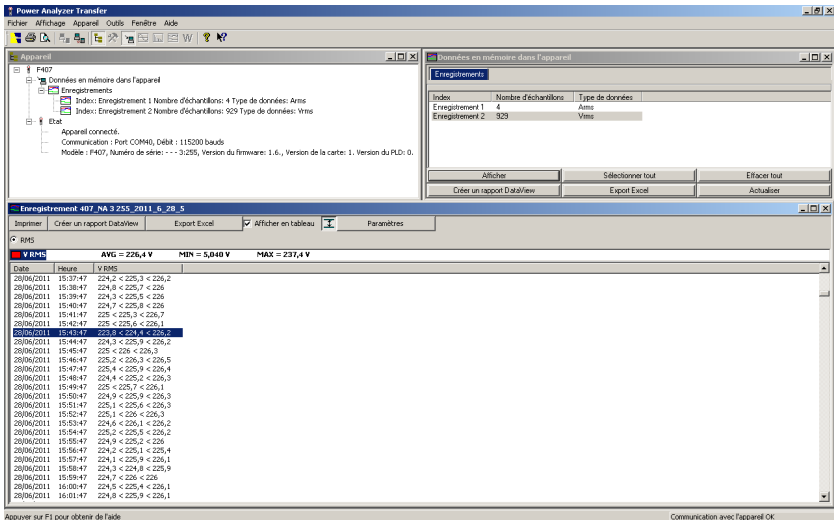 Power Analyzer Transfer
Fichier Affichage Appareil Outils Fenêtre Aide
Appareil
F407
Données en mémoire dans l'appareil
Enregistrements
Index: Enregistrement 1 Nombre d'échantillons: 4 Type de données: Arms
Index: Enregistrement 2 Nombre d'échantillons: 929 Type de données: Vrms
Etat
Appareil connecté.
Communication : Port COM40, Débit : 115200 bauds
Modèle : F407, Numéro de série: - - - 3:255, Version du firmware: 1.6., Version de la carte: 1. Version du PLD: 0.
Données en mémoire dans l'appareil
Enregistrements
Index Nombre d'échantillons Type de données
Enregistrement 1 4 Arms
Enregistrement 2 929 Vrms
Afficher Sélectionner tout Effacer tout
Créer un rapport DataView Export Excel Actualiser
Enregistrement 407_NA 3 255_2011_6_28_5
Imprimer Créer un rapport DataView Export Excel Afficher en tableau Paramètres
RMS
V RMS AVG = 226,4 V MIN = 5,040 V MAX = 237,4 V
Date Heure V RMS
28/06/2011 15:37:47 224,2 < 225,3 < 226,2
28/06/2011 15:38:47 224,8 < 225,7 < 226
28/06/2011 15:39:47 224,3 < 225,5 < 226
28/06/2011 15:40:47 224,7 < 225,8 < 226
28/06/2011 15:41:47 225 < 225,3 < 226,7
28/06/2011 15:42:47 225 < 225,6 < 226,1
28/06/2011 15:43:47 223,8 < 224,4 < 226,2
28/06/2011 15:44:47 224,3 < 225,9 < 226,2
28/06/2011 15:45:47 225 < 226 < 226,3
28/06/2011 15:46:47 225,2 < 226,3 < 226,5
28/06/2011 15:47:47 225,4 < 225,9 < 226,4
28/06/2011 15:48:47 224,4 < 225,2 < 226,3
28/06/2011 15:49:47 225 < 225,7 < 226,1
28/06/2011 15:50:47 224,9 < 225,9 < 226,3
28/06/2011 15:51:47 225,1 < 225,6 < 226,3
28/06/2011 15:52:47 225,1 < 226 < 226,3
28/06/2011 15:53:47 224,6 < 226,1 < 226,2
28/06/2011 15:54:47 225,2 < 225,5 < 226,2
28/06/2011 15:55:47 224,9 < 225,2 < 226
28/06/2011 15:56:47 224,2 < 225,1 < 225,4
28/06/2011 15:57:47 224,1 < 225,9 < 226,1
28/06/2011 15:58:47 224,3 < 224,8 < 225,9
28/06/2011 15:59:47 224,7 < 226 < 226
28/06/2011 16:00:47 224,5 < 225,4 < 226,1
28/06/2011 16:01:47 224,8 < 225,9 < 226,1
Appuyer sur F1 pour obtenir de l'aide Communication avec l'appareil OK